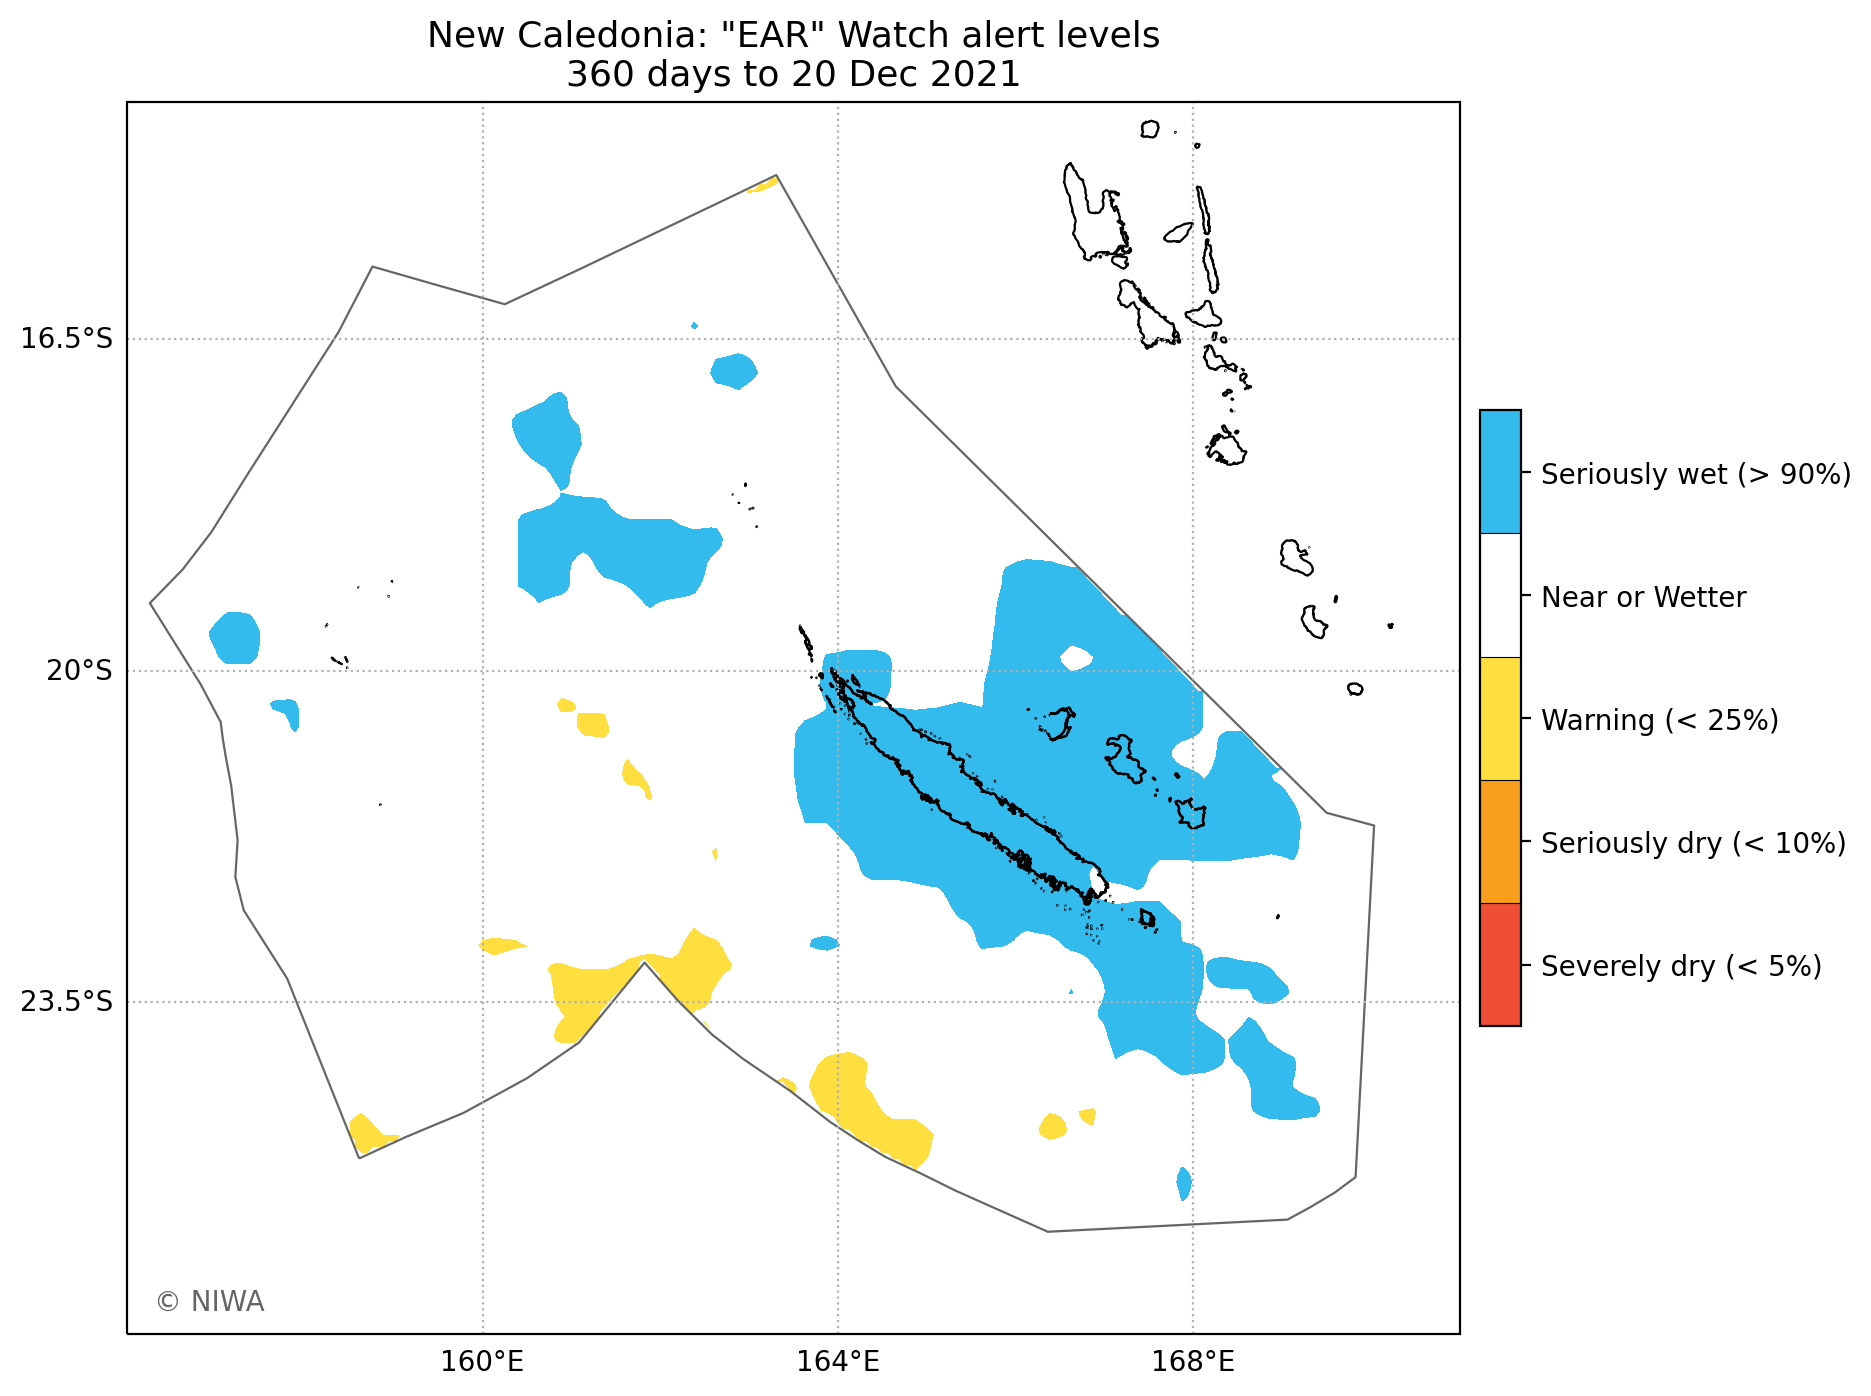 New Caledonia: "EAR" Watch alert levels
360 days to 20 Dec 2021
16.5°S
20°S
23.5°S
160°E
164°E
168°E
© NIWA
Seriously wet (> 90%)
Near or Wetter
Warning (< 25%)
Seriously dry (< 10%)
Severely dry (< 5%)